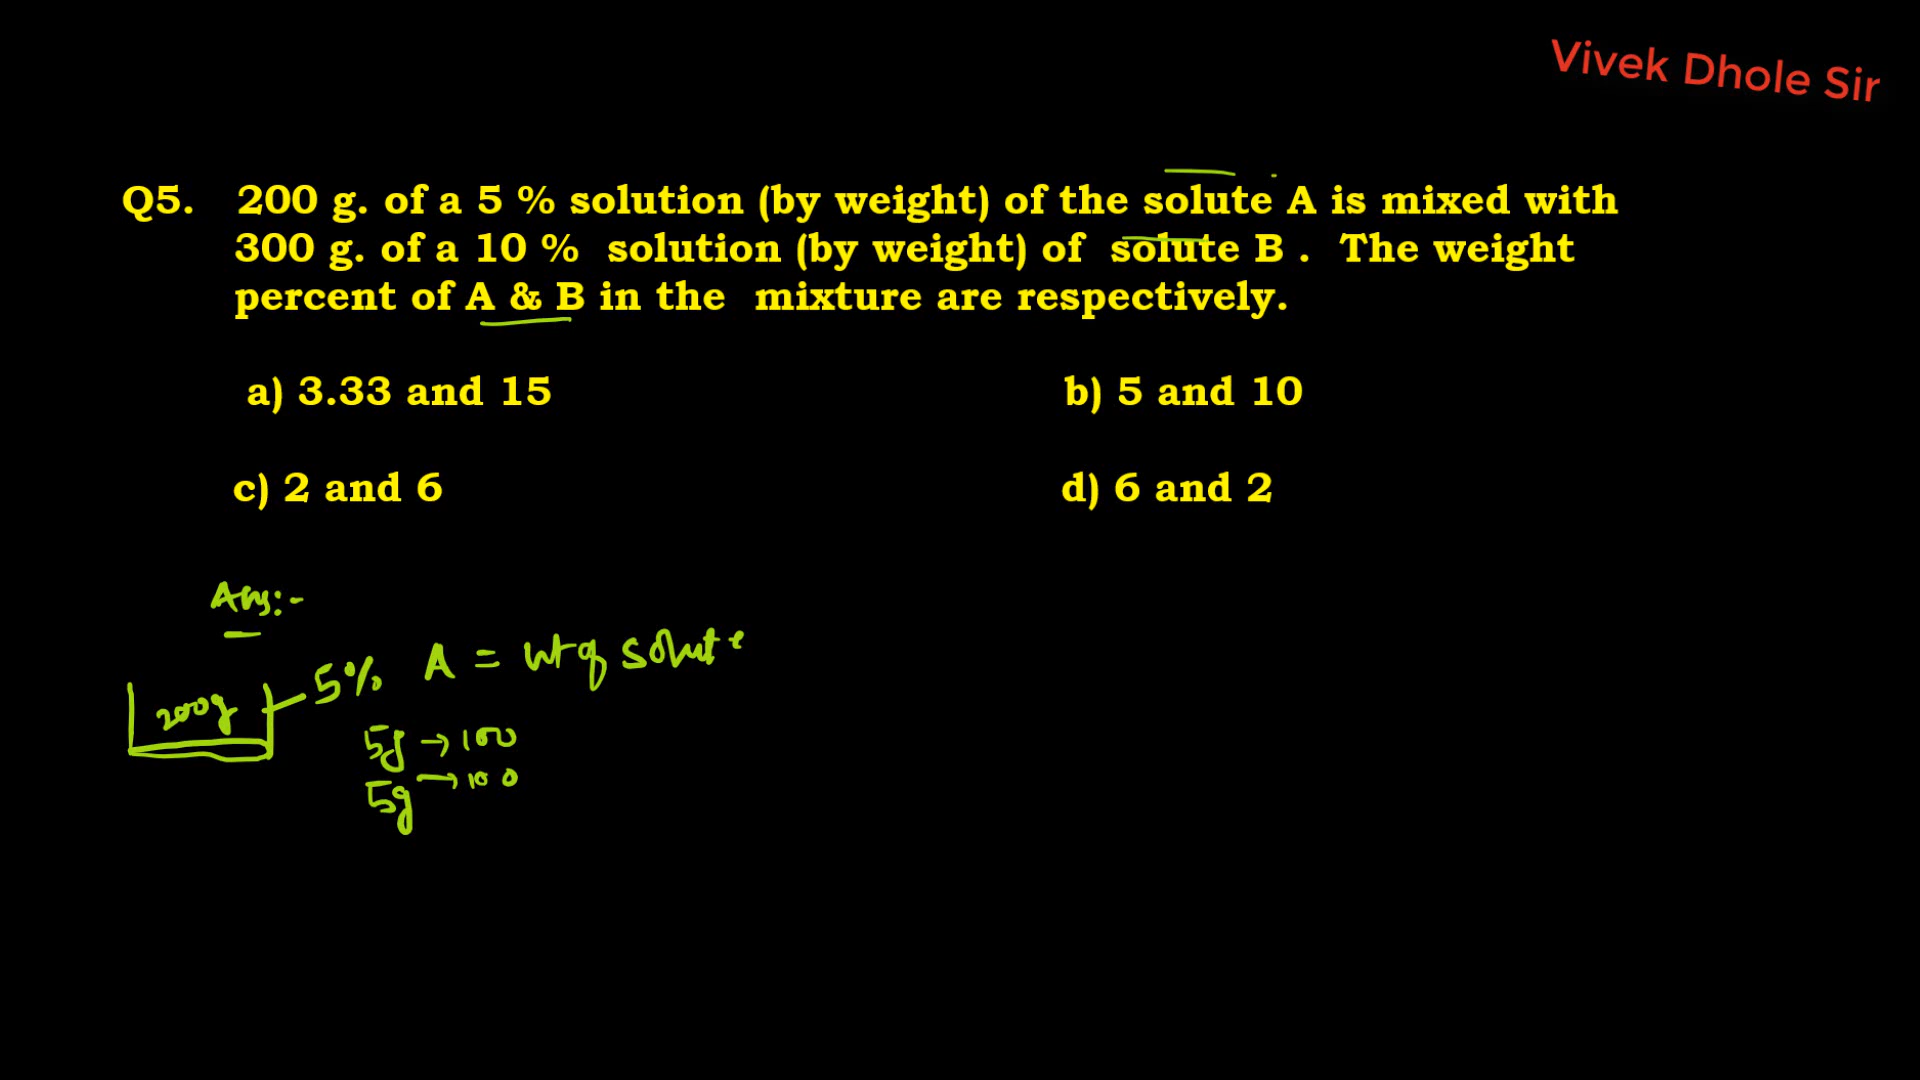 Vivek Dhole Sir
Q5. 200 g. of a 5 % solution (by weight) of the solute A is mixed with
300 g. of a 10 % solution (by weight) of solute B . The weight
percent of A & B in the mixture are respectively.
a) 3.33 and 15
b) 5 and 10
c) 2 and 6
d) 6 and 2
Ans:-
200g 5% A = wt of solute
5g → 100
5g → 100